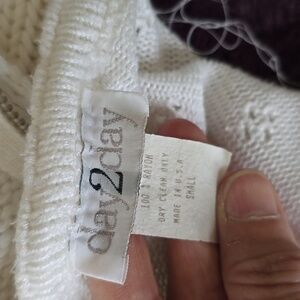 day2day
100 % RAYON
DRY CLEAN ONLY
MADE IN U.S.A
SMALL